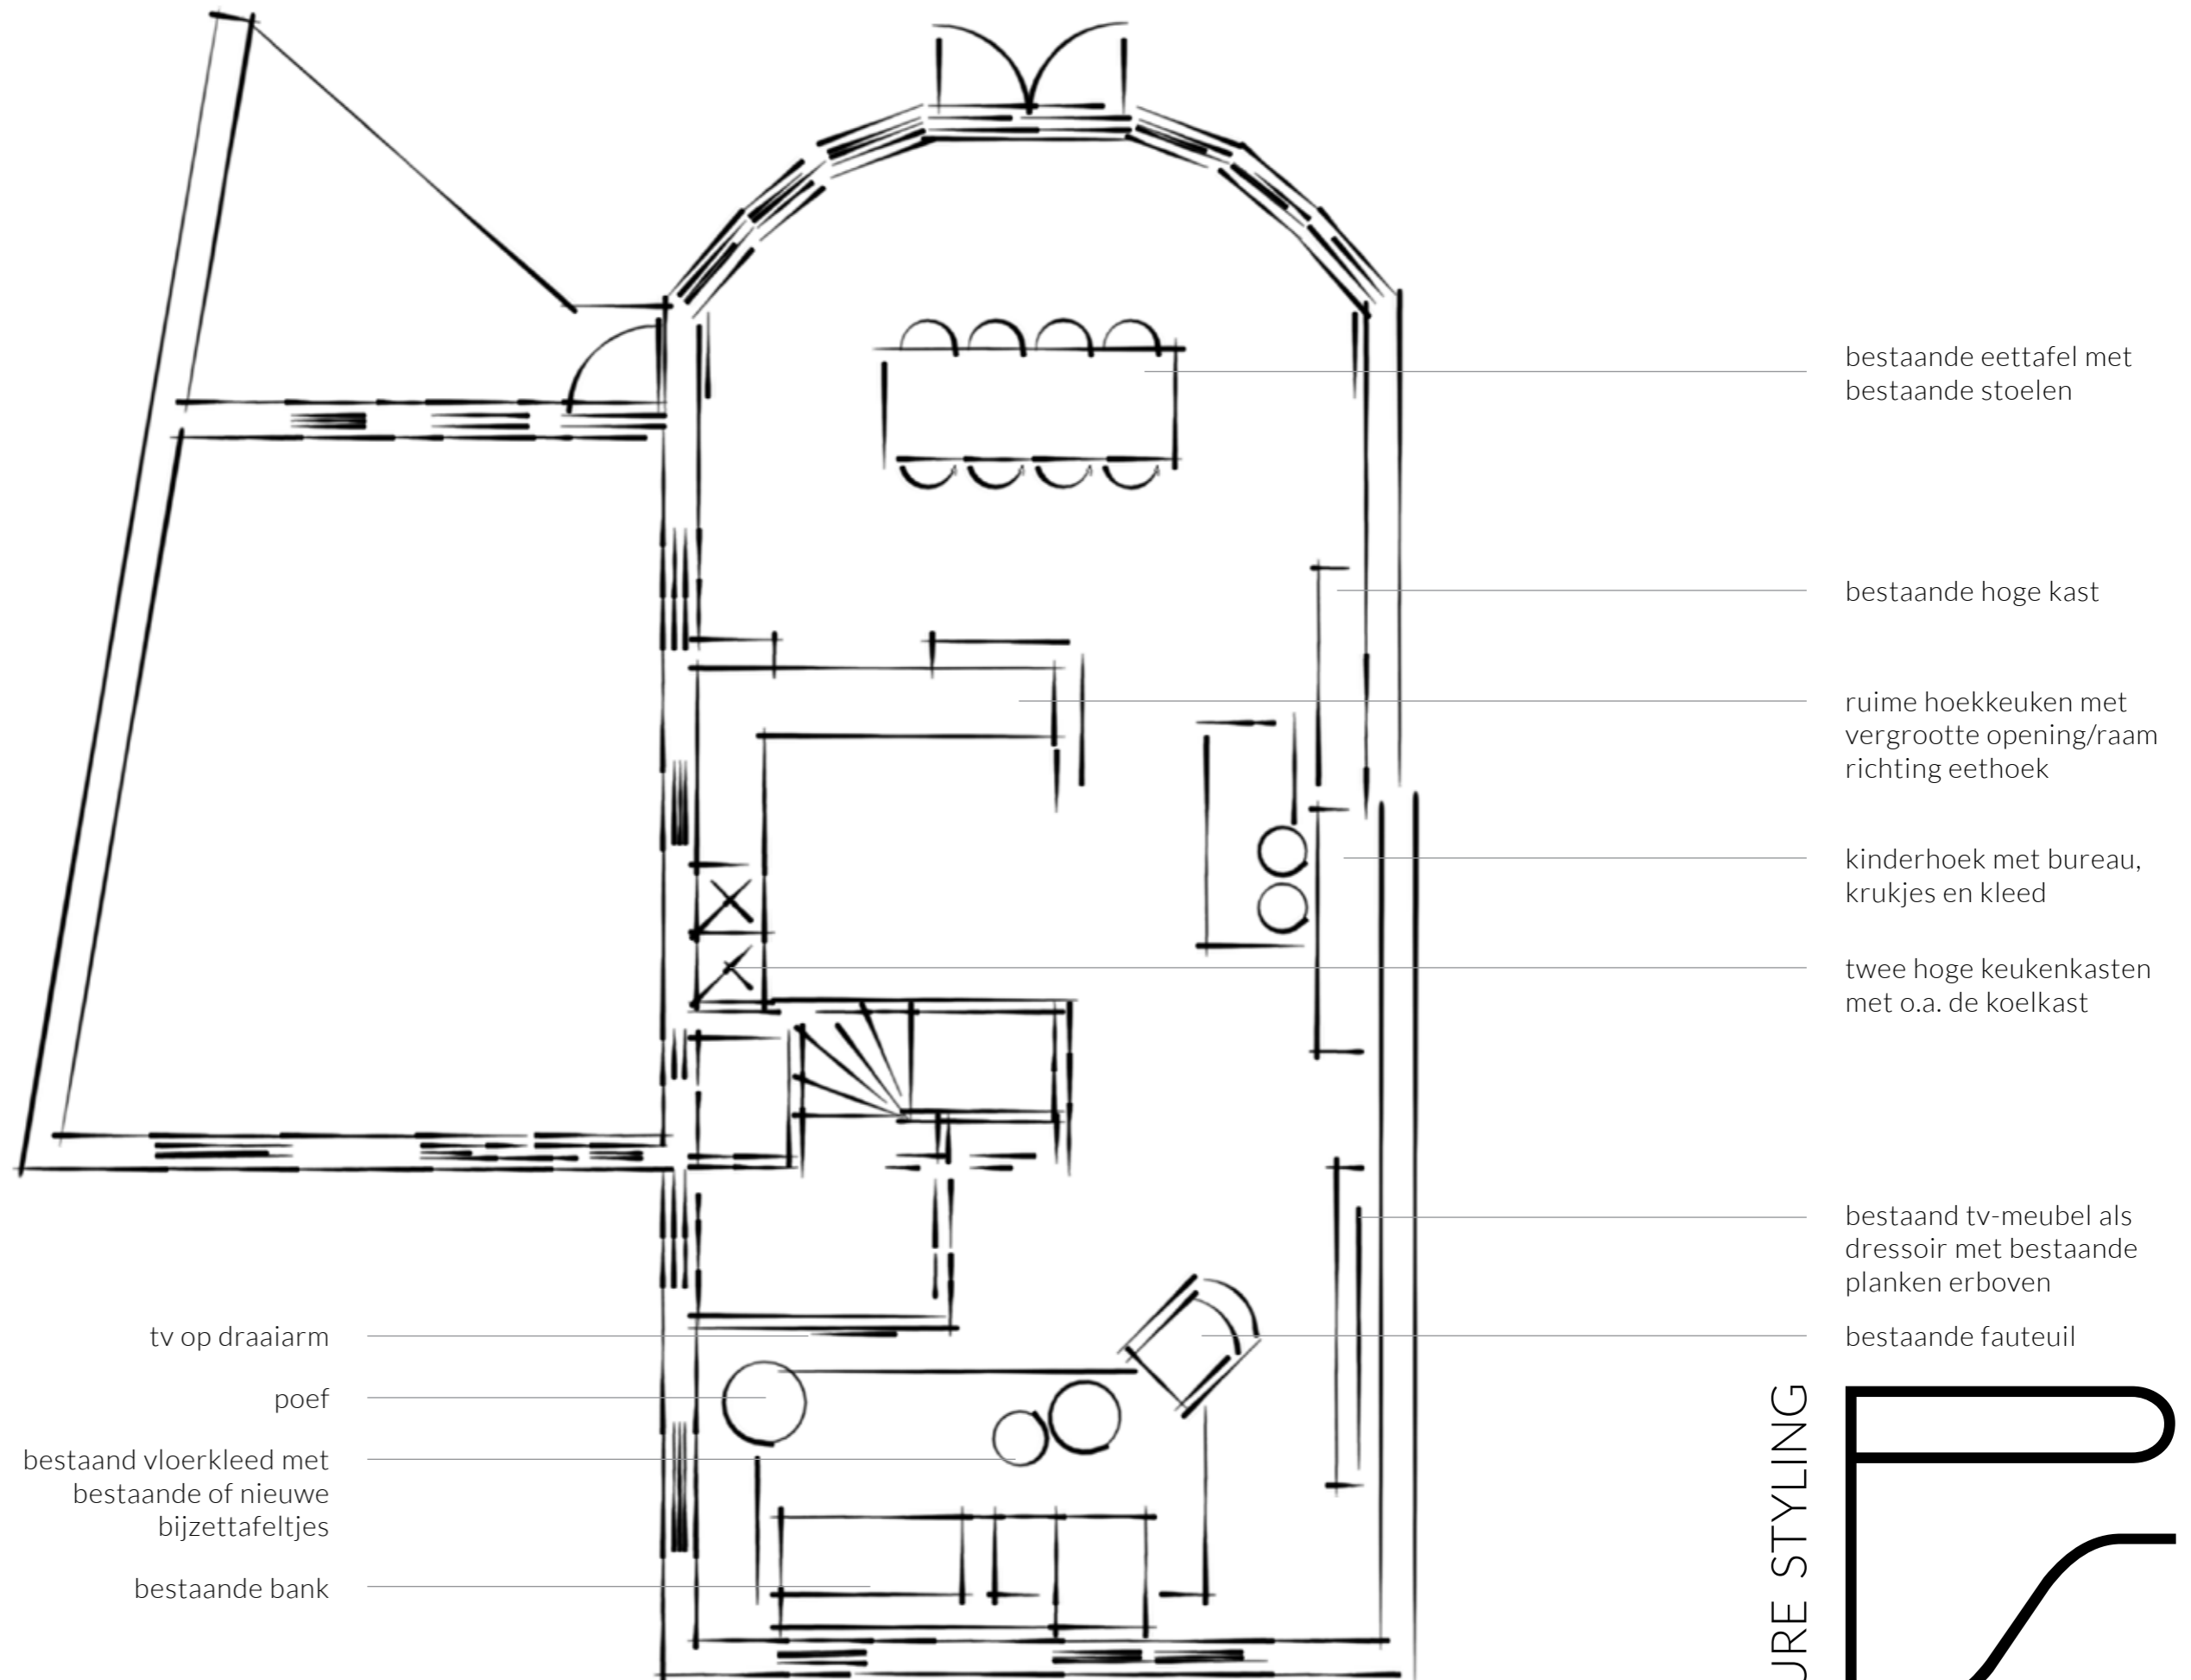 bestaande eettafel met
bestaande stoelen
bestaande hoge kast
ruime hoekkeuken met
vergrootte opening/raam
richting eethoek
kinderhoek met bureau,
krukjes en kleed
twee hoge keukenkasten
met o.a. de koelkast
bestaand tv-meubel als
dressoir met bestaande
planken erboven
bestaande fauteuil
tv op draaiarm
poef
bestaand vloerkleed met
bestaande of nieuwe
bijzettafeltjes
bestaande bank
STYLING